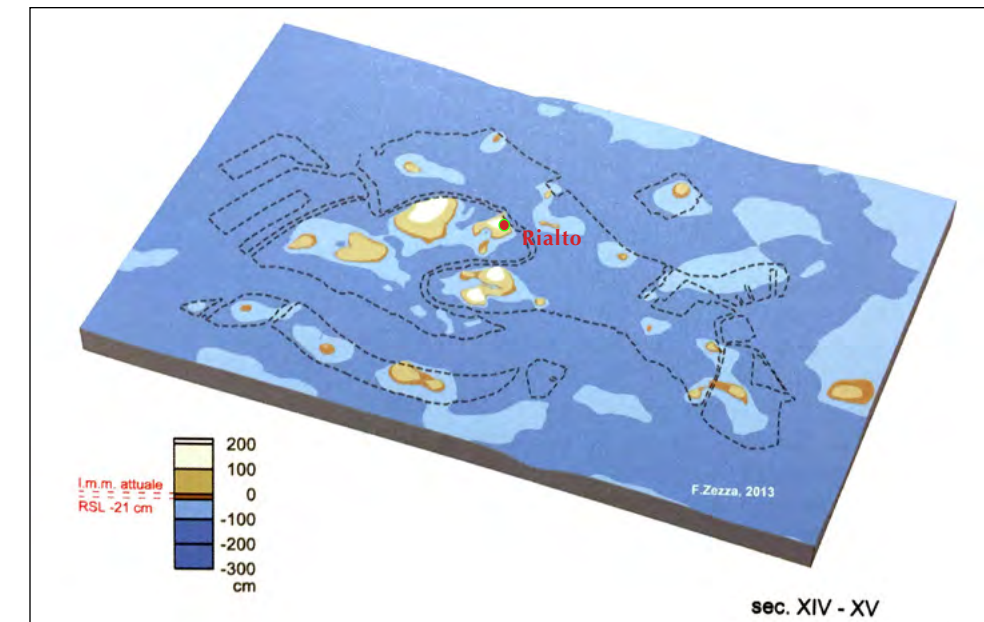 Rialto
F.Zezza, 2013
200
100
l.m.m. attuale
0
RSL -21 cm
-100
-200
-300
cm
sec. XIV - XV